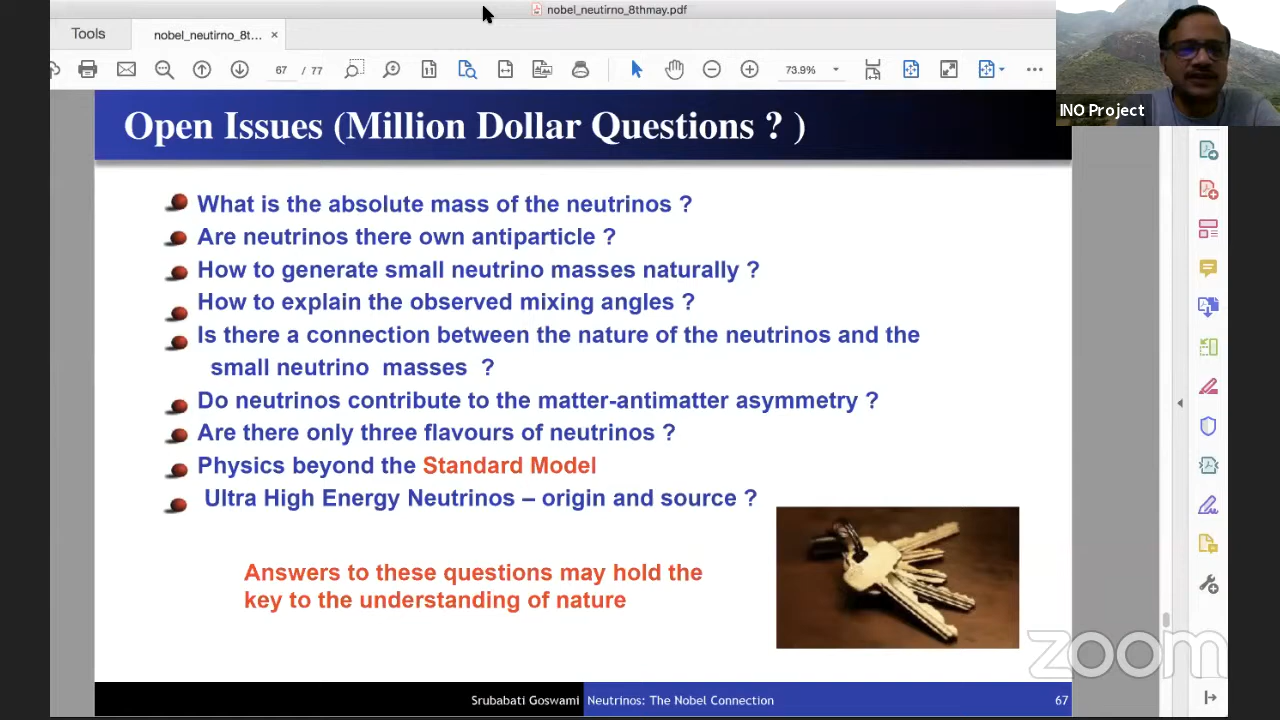 nobel_neutirno_8thmay.pdf
Tools
nobel_neutirno_8t... ×
67 / 77
73.9%
INO Project
Open Issues (Million Dollar Questions ? )
What is the absolute mass of the neutrinos ?
Are neutrinos there own antiparticle ?
How to generate small neutrino masses naturally ?
How to explain the observed mixing angles ?
Is there a connection between the nature of the neutrinos and the
small neutrino masses ?
Do neutrinos contribute to the matter-antimatter asymmetry ?
Are there only three flavours of neutrinos ?
Physics beyond the Standard Model
Ultra High Energy Neutrinos – origin and source ?
Answers to these questions may hold the
key to the understanding of nature
zoom
Srubabati Goswami Neutrinos: The Nobel Connection 67